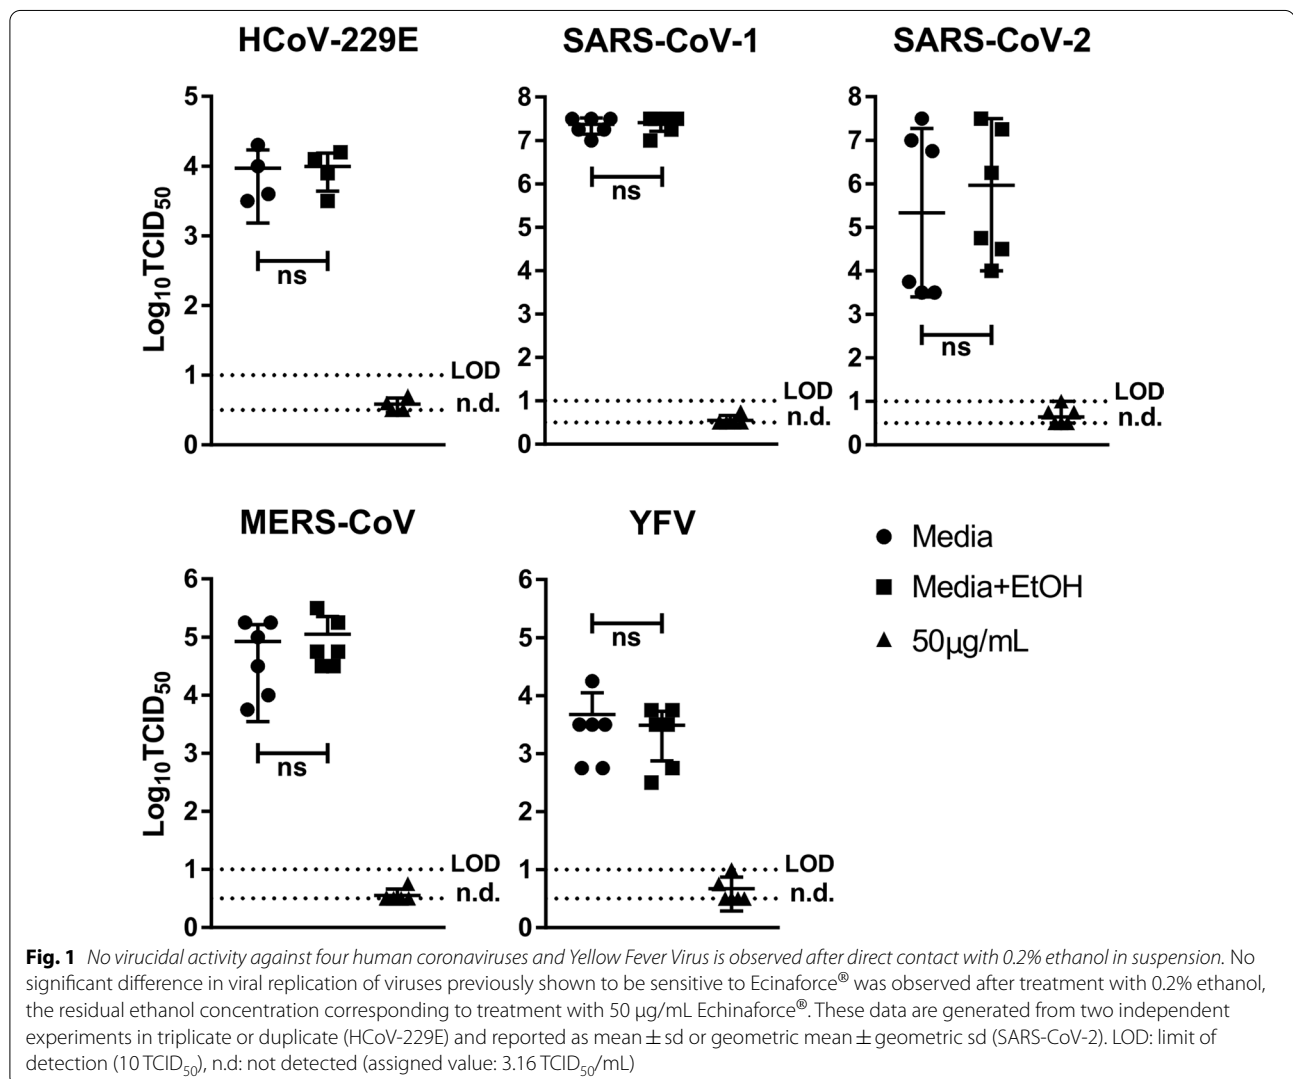 HCoV-229E
SARS-CoV-1
SARS-CoV-2
Log10TCID50
5
4
3
2
1
0
ns
LOD
n.d.
8
7
6
5
4
3
2
1
0
ns
LOD
n.d.
8
7
6
5
4
3
2
1
0
ns
LOD
n.d.
MERS-CoV
YFV
Log10TCID50
6
5
4
3
2
1
0
ns
LOD
n.d.
6
5
4
3
2
1
0
ns
LOD
n.d.
Media
Media+EtOH
50µg/mL
Fig. 1 No virucidal activity against four human coronaviruses and Yellow Fever Virus is observed after direct contact with 0.2% ethanol in suspension. No
significant difference in viral replication of viruses previously shown to be sensitive to Ecinaforce® was observed after treatment with 0.2% ethanol,
the residual ethanol concentration corresponding to treatment with 50 µg/mL Echinaforce®. These data are generated from two independent
experiments in triplicate or duplicate (HCoV-229E) and reported as mean ± sd or geometric mean ± geometric sd (SARS-CoV-2). LOD: limit of
detection (10 TCID50), n.d: not detected (assigned value: 3.16 TCID50/mL)